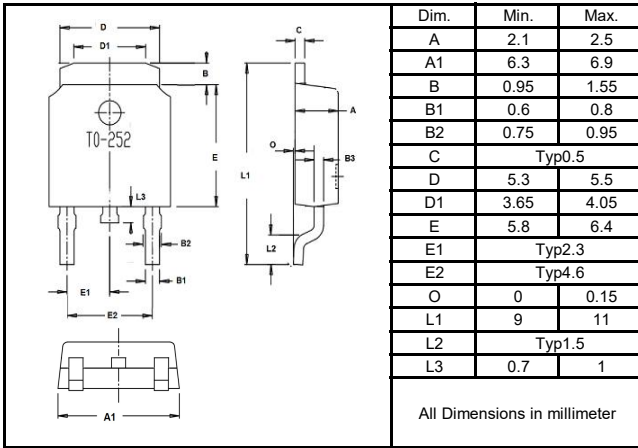 D
D1
B
TO-252
E
L3
B2
B1
E1
E2
A1
C
A
O
B3
L1
L2
Dim. Min. Max.
A 2.1 2.5
A1 6.3 6.9
B 0.95 1.55
B1 0.6 0.8
B2 0.75 0.95
C Typ0.5
D 5.3 5.5
D1 3.65 4.05
E 5.8 6.4
E1 Typ2.3
E2 Typ4.6
O 0 0.15
L1 9 11
L2 Typ1.5
L3 0.7 1
All Dimensions in millimeter